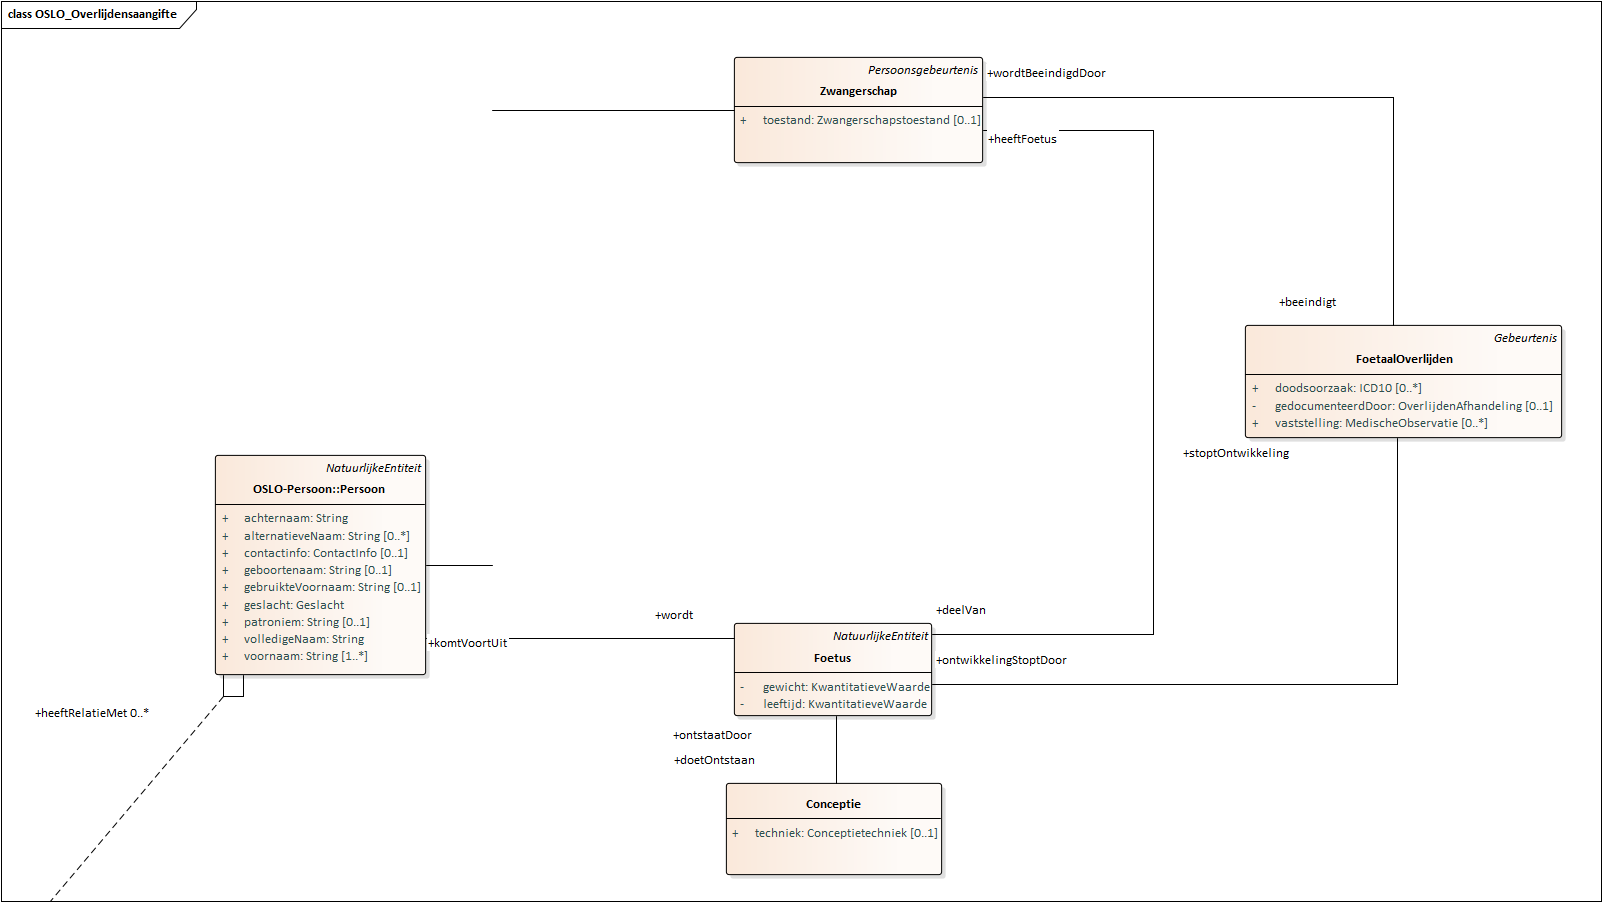 class OSLO_Overlijdensaangifte
Persoonsgebeurtenis
Zwangerschap
+ toestand: Zwangerschapstoestand [0..1]
+wordtBeeindigdDoor
+heeftFoetus
+beeindigt
Gebeurtenis
FoetaalOverlijden
+ doodsoorzaak: ICD10 [0..*]
- gedocumenteerdDoor: OverlijdenAfhandeling [0..1]
+ vaststelling: MedischeObservatie [0..*]
+stoptOntwikkeling
NatuurlijkeEntiteit
OSLO-Persoon::Persoon
+ achternaam: String
+ alternatieveNaam: String [0..*]
+ contactinfo: ContactInfo [0..1]
+ geboortenaam: String [0..1]
+ gebruikteVoornaam: String [0..1]
+ geslacht: Geslacht
+ patroniem: String [0..1]
+ volledigeNaam: String
+ voornaam: String [1..*]
+komtVoortUit
+wordt
+heeftRelatieMet 0..*
+deelVan
NatuurlijkeEntiteit
Foetus
- gewicht: KwantitatieveWaarde
- leeftijd: KwantitatieveWaarde
+ontwikkelingStoptDoor
+ontstaatDoor
+doetOntstaan
Conceptie
+ techniek: Conceptietechniek [0..1]